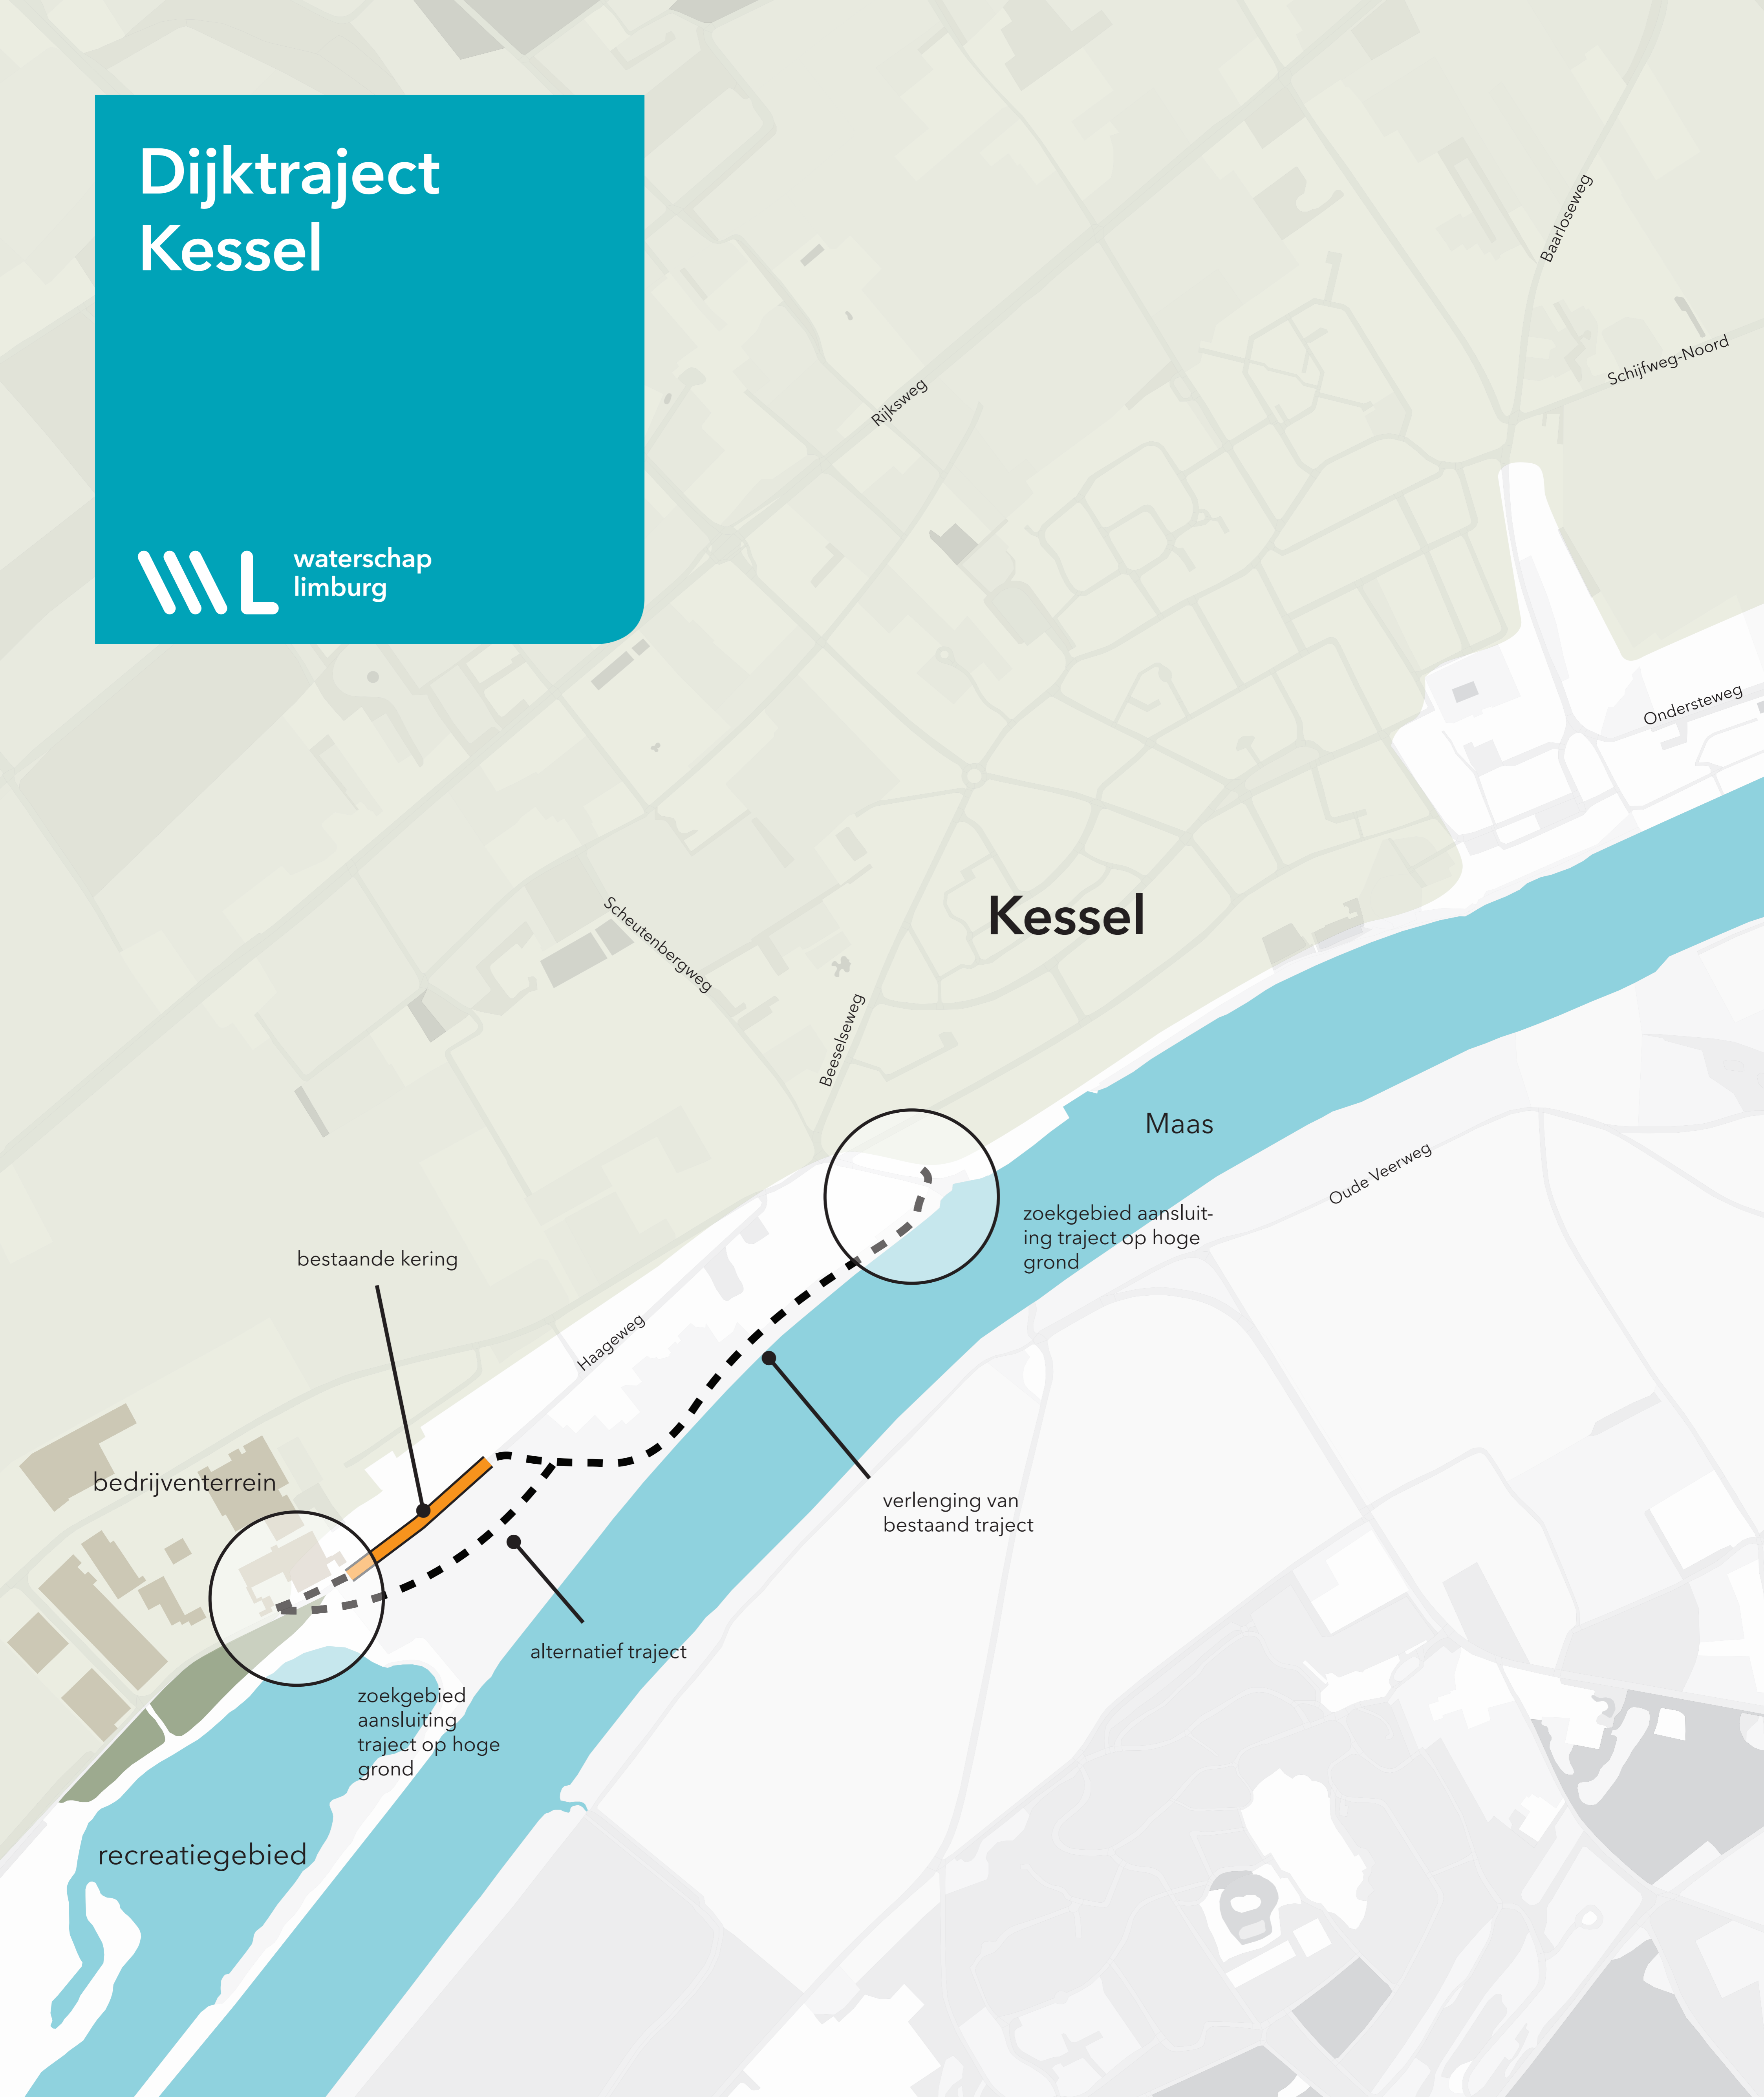 Dijktraject
Kessel
waterschap
limburg
Baarloseweg
Schijfweg-Noord
Rijksweg
Ondersteweg
Kessel
Scheutenbergweg
Beeselseweg
Maas
Oude Veerweg
zoekgebied aansluit-
ing traject op hoge
grond
bestaande kering
Haageweg
bedrijventerrein
verlenging van
bestaand traject
alternatief traject
zoekgebied
aansluiting
traject op hoge
grond
recreatiegebied